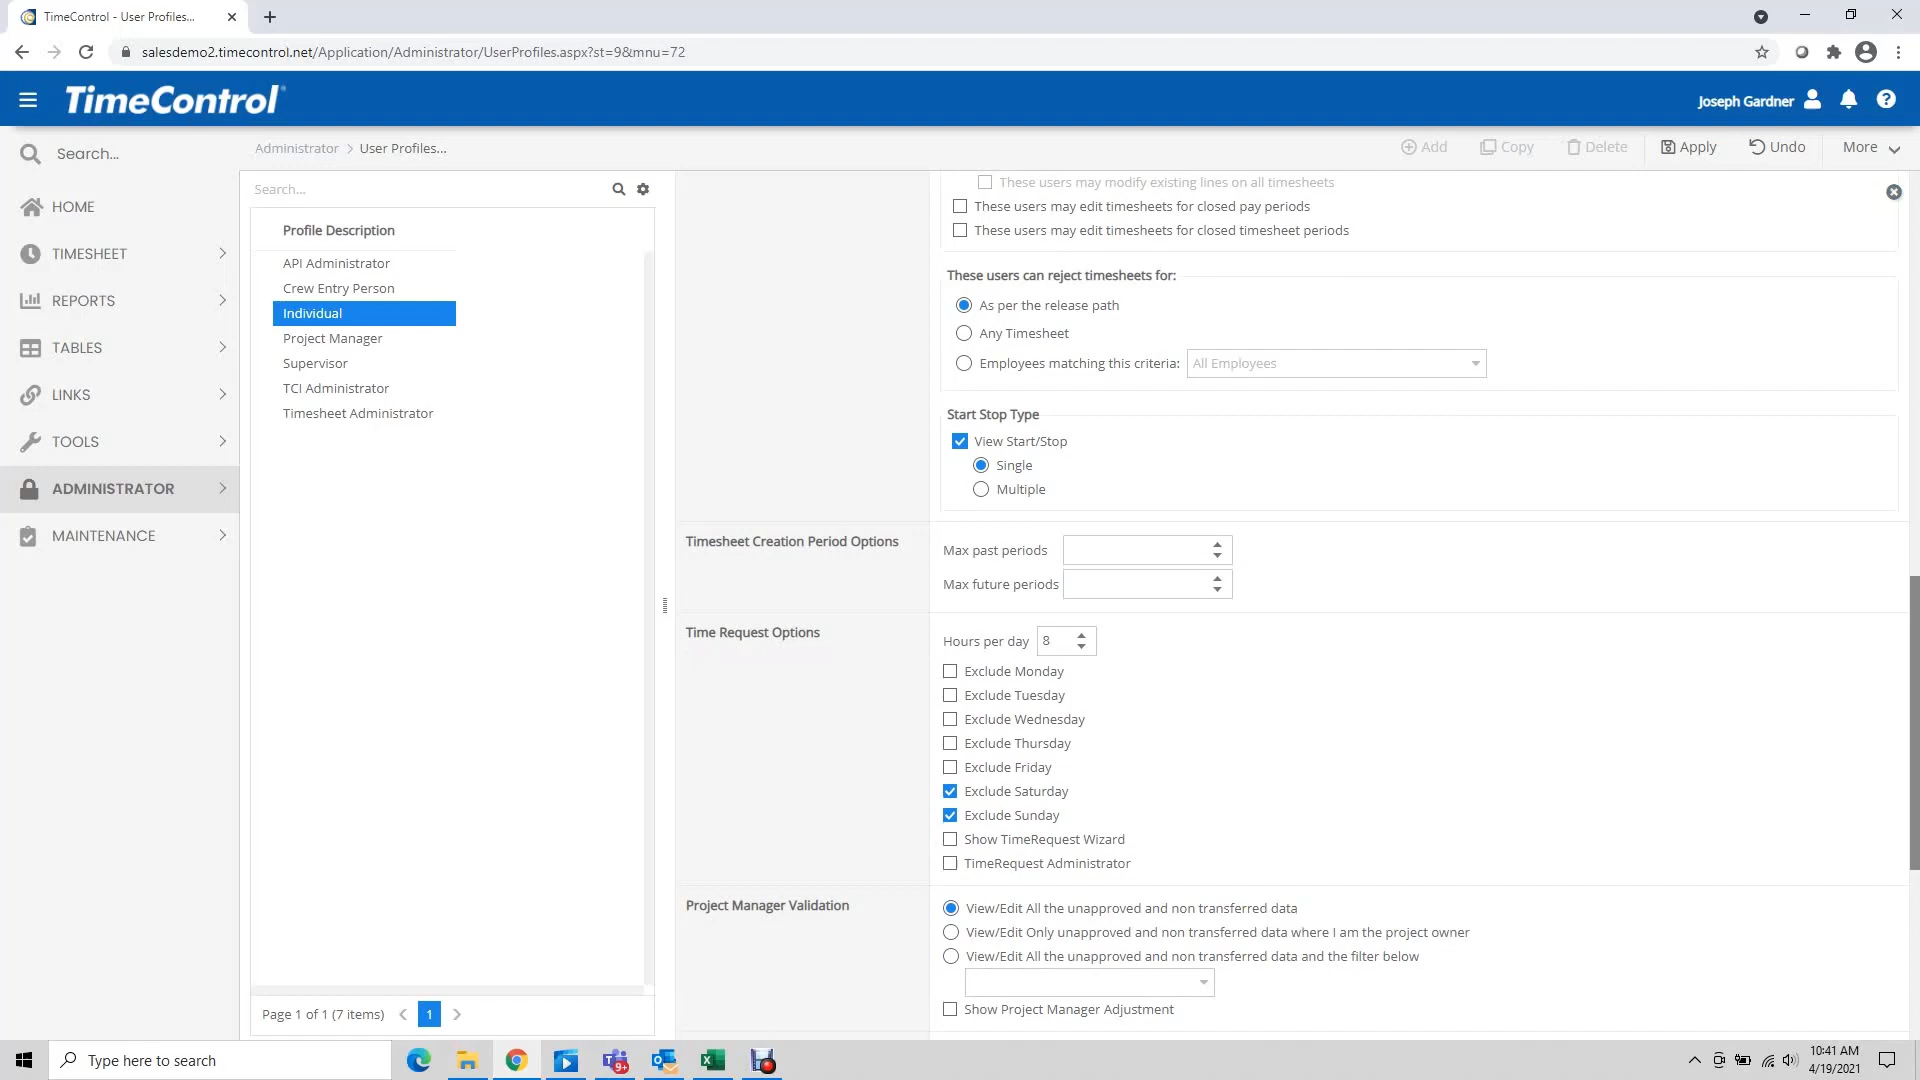 TimeControl - User Profiles...
salesdemo2.timecontrol.net/Application/Administrator/UserProfiles.aspx?st=9&mnu=72
TimeControl
Joseph Gardner
Search...
HOME
TIMESHEET
REPORTS
TABLES
LINKS
TOOLS
ADMINISTRATOR
MAINTENANCE
Administrator > User Profiles...
Add
Copy
Delete
Apply
Undo
More
Search...
Profile Description
API Administrator
Crew Entry Person
Individual
Project Manager
Supervisor
TCI Administrator
Timesheet Administrator
Page 1 of 1 (7 items)
1
These users may modify existing lines on all timesheets
These users may edit timesheets for closed pay periods
These users may edit timesheets for closed timesheet periods
These users can reject timesheets for:
As per the release path
Any Timesheet
Employees matching this criteria: All Employees
Start Stop Type
View Start/Stop
Single
Multiple
Timesheet Creation Period Options
Max past periods
Max future periods
Time Request Options
Hours per day 8
Exclude Monday
Exclude Tuesday
Exclude Wednesday
Exclude Thursday
Exclude Friday
Exclude Saturday
Exclude Sunday
Show TimeRequest Wizard
TimeRequest Administrator
Project Manager Validation
View/Edit All the unapproved and non transferred data
View/Edit Only unapproved and non transferred data where I am the project owner
View/Edit All the unapproved and non transferred data and the filter below
Show Project Manager Adjustment
Type here to search
9+
10:41 AM
4/19/2021